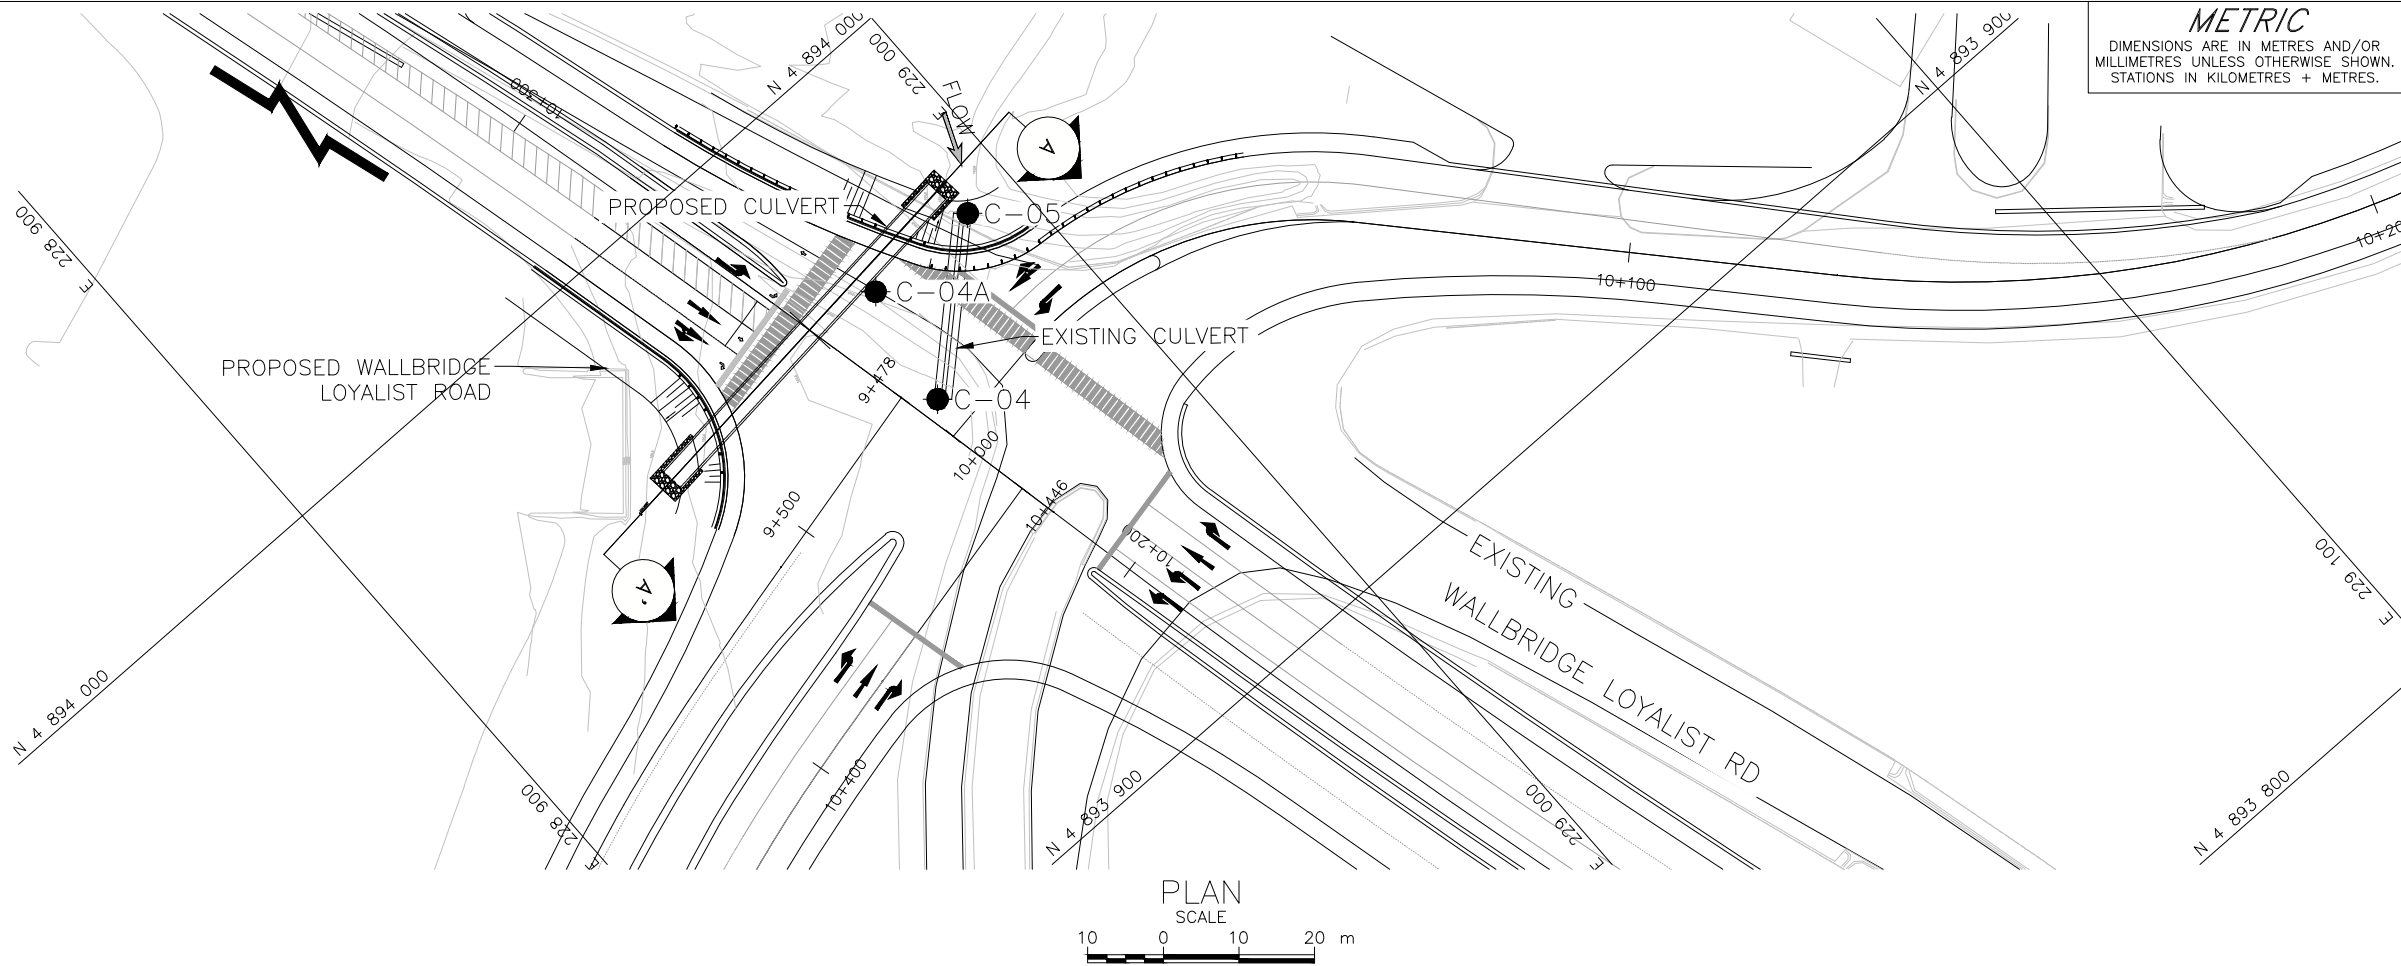 METRIC
DIMENSIONS ARE IN METRES AND/OR
MILLIMETRES UNLESS OTHERWISE SHOWN.
STATIONS IN KILOMETRES + METRES.
N 4 894 000
E 229 000
N 4 893 900
FLOW
A
10+300
PROPOSED CULVERT
C-05
E 228 900
10+20
10+100
C-04A
EXISTING CULVERT
PROPOSED WALLBRIDGE
LOYALIST ROAD
9+478
C-04
10+000
9+500
10+446
10+20
E 229 100
A'
EXISTING
WALLBRIDGE LOYALIST RD
N 4 894 000
10+400
E 228 900
N 4 893 900
E 229 000
N 4 893 800
PLAN
SCALE
10 0 10 20 m